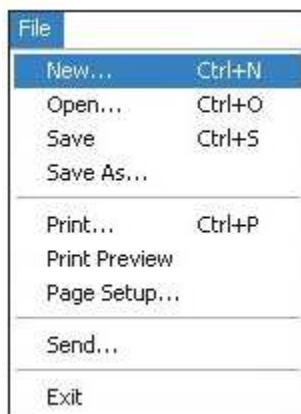 File
New... Ctrl+N
Open... Ctrl+O
Save Ctrl+S
Save As...
Print... Ctrl+P
Print Preview
Page Setup...
Send...
Exit